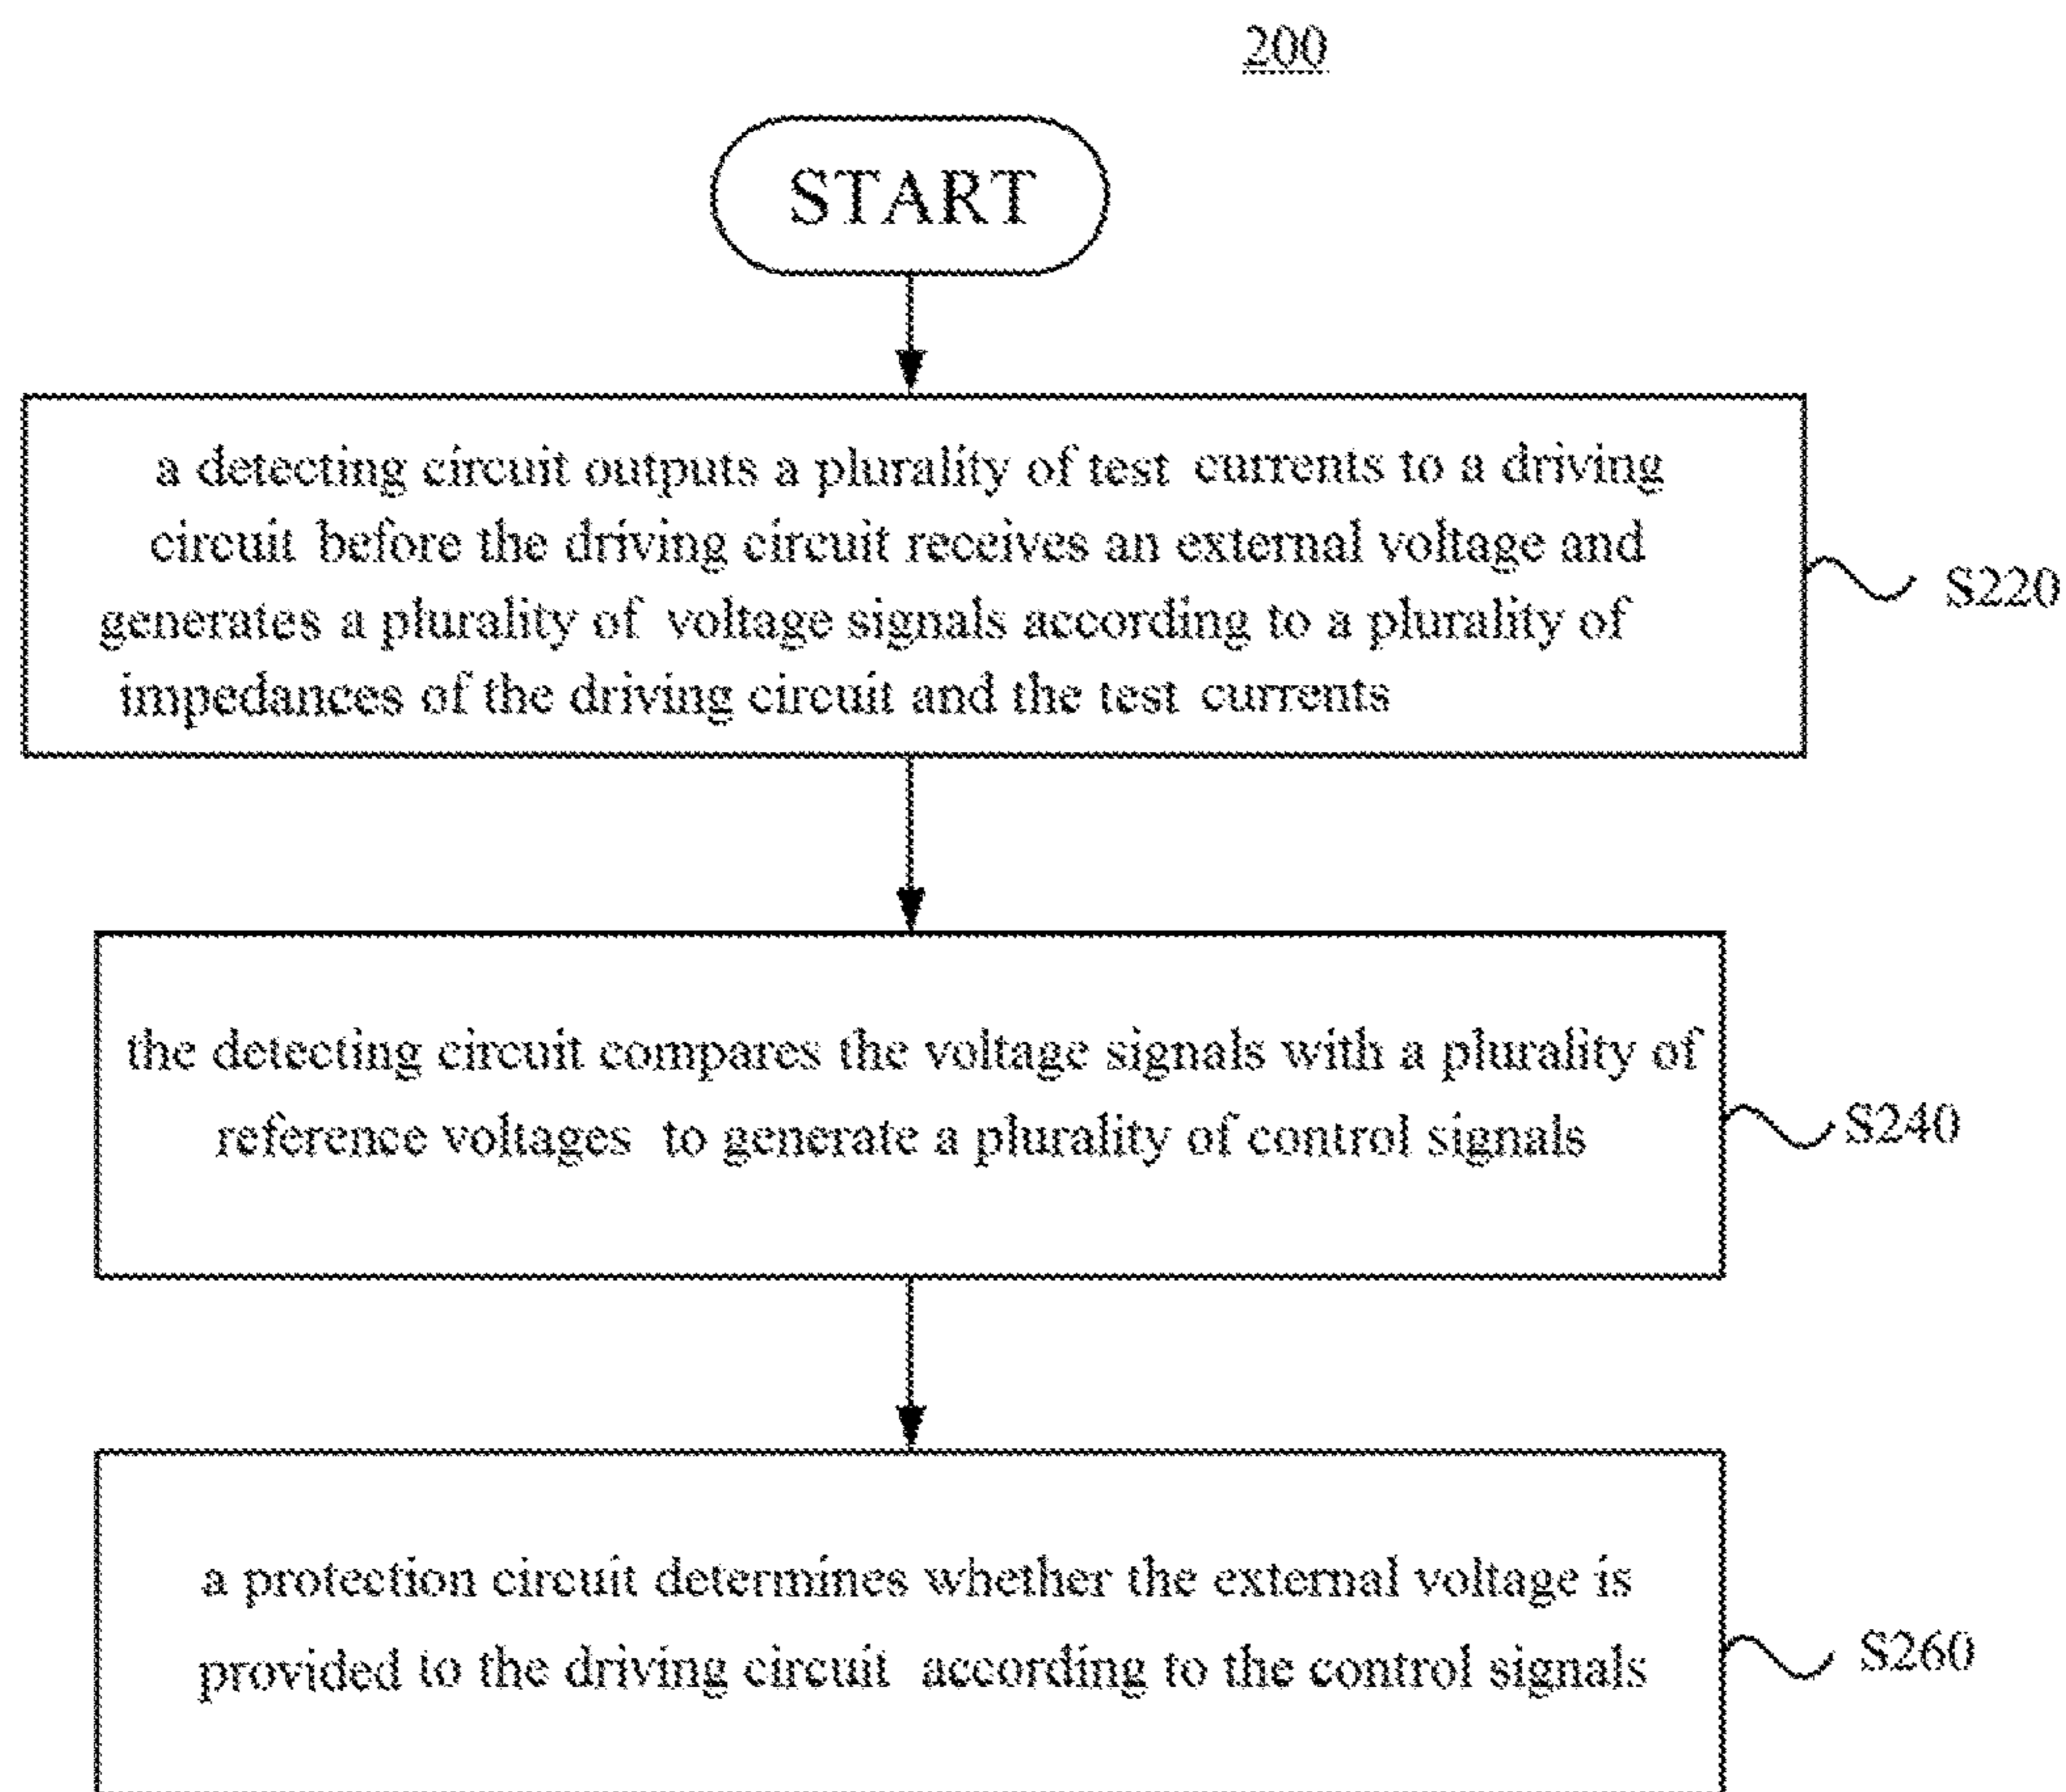 200
START
a detecting circuit outputs a plurality of test currents to a driving
circuit before the driving circuit receives an external voltage and
generates a plurality of voltage signals according to a plurality of
impedances of the driving circuit and the test currents
S220
the detecting circuit compares the voltage signals with a plurality of
reference voltages to generate a plurality of control signals
S240
a protection circuit determines whether the external voltage is
provided to the driving circuit according to the control signals
S260